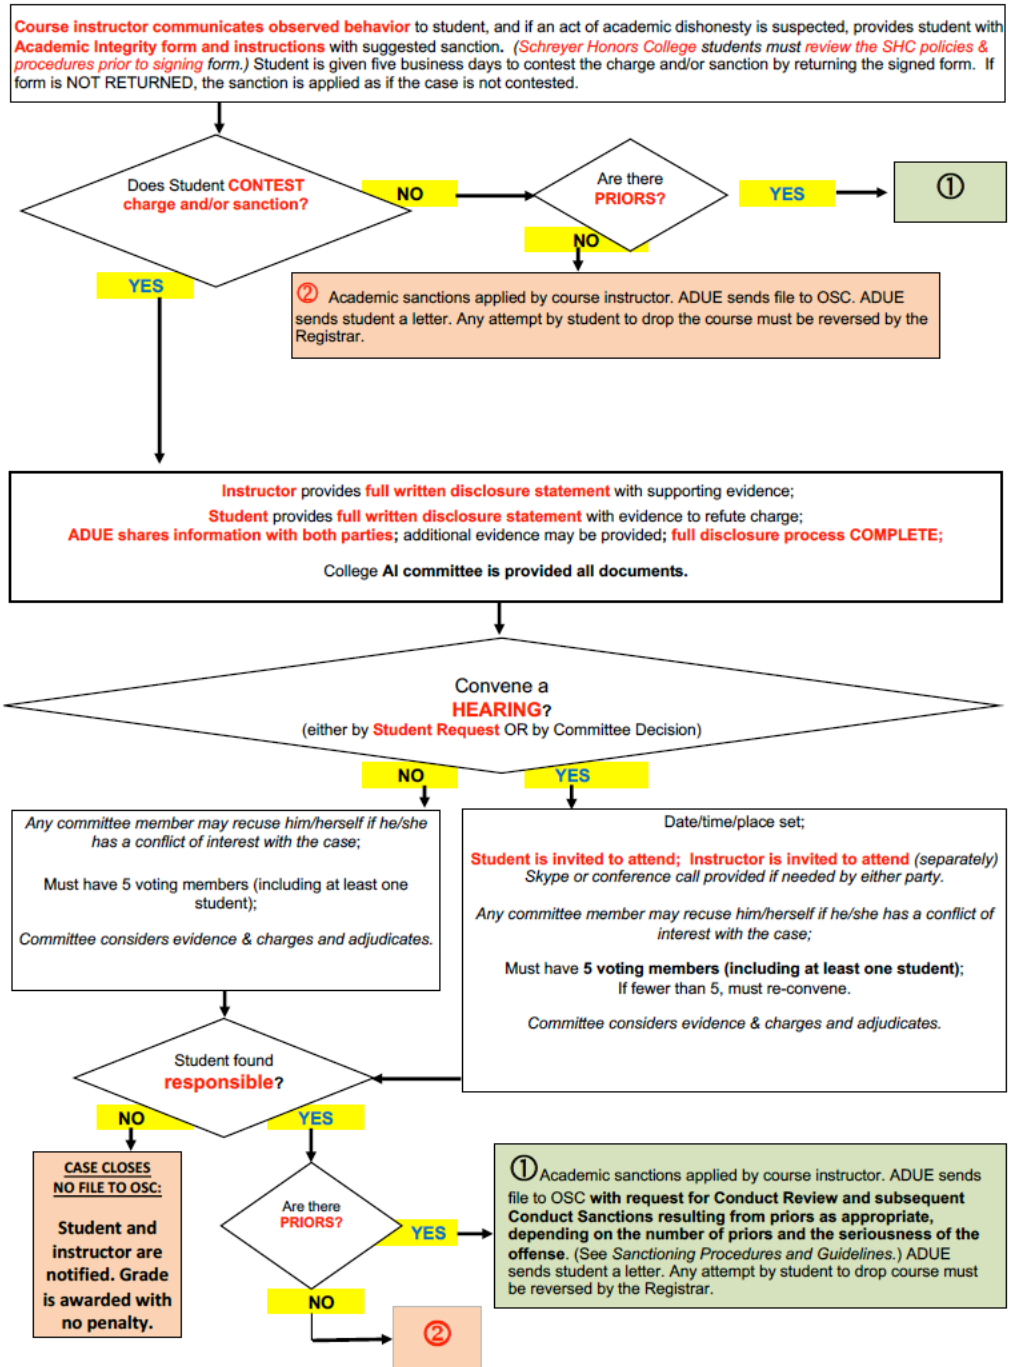 Course instructor communicates observed behavior to student, and if an act of academic dishonesty is suspected, provides student with
Academic Integrity form and instructions with suggested sanction. (Schreyer Honors College students must review the SHC policies &
procedures prior to signing form.) Student is given five business days to contest the charge and/or sanction by returning the signed form. If
form is NOT RETURNED, the sanction is applied as if the case is not contested.
Does Student CONTEST
charge and/or sanction?
NO
Are there
PRIORS?
YES
①
NO
YES
② Academic sanctions applied by course instructor. ADUE sends file to OSC. ADUE
sends student a letter. Any attempt by student to drop the course must be reversed by the
Registrar.
Instructor provides full written disclosure statement with supporting evidence;
Student provides full written disclosure statement with evidence to refute charge;
ADUE shares information with both parties; additional evidence may be provided; full disclosure process COMPLETE;
College AI committee is provided all documents.
Convene a
HEARING?
(either by Student Request OR by Committee Decision)
NO
YES
Any committee member may recuse him/herself if he/she
has a conflict of interest with the case;
Must have 5 voting members (including at least one
student);
Committee considers evidence & charges and adjudicates.
Date/time/place set;
Student is invited to attend; Instructor is invited to attend (separately)
Skype or conference call provided if needed by either party.
Any committee member may recuse him/herself if he/she has a conflict of
interest with the case;
Must have 5 voting members (including at least one student);
If fewer than 5, must re-convene.
Committee considers evidence & charges and adjudicates.
Student found
responsible?
NO
YES
CASE CLOSES
NO FILE TO OSC:
Student and
instructor are
notified. Grade
is awarded with
no penalty.
Are there
PRIORS?
YES
① Academic sanctions applied by course instructor. ADUE sends
file to OSC with request for Conduct Review and subsequent
Conduct Sanctions resulting from priors as appropriate,
depending on the number of priors and the seriousness of the
offense. (See Sanctioning Procedures and Guidelines.) ADUE
sends student a letter. Any attempt by student to drop course must
be reversed by the Registrar.
NO
②